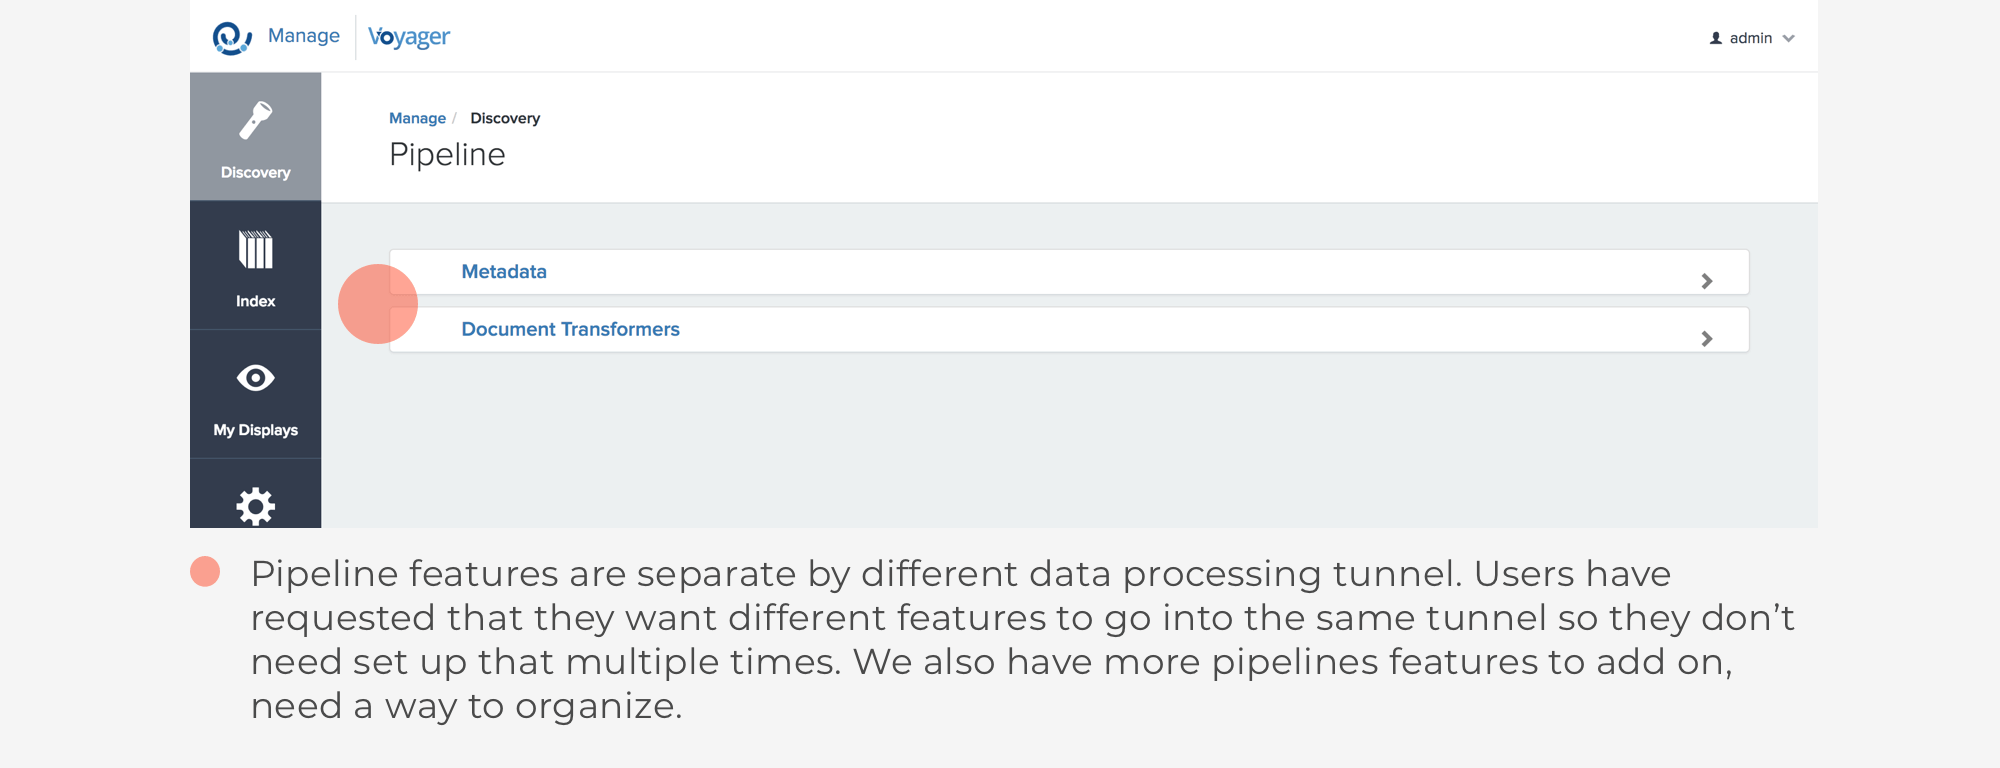 Manage
Voyager
admin
Discovery
Index
My Displays
Manage / Discovery
Pipeline
Metadata
Document Transformers
Pipeline features are separate by different data processing tunnel. Users have
requested that they want different features to go into the same tunnel so they don’t
need set up that multiple times. We also have more pipelines features to add on,
need a way to organize.